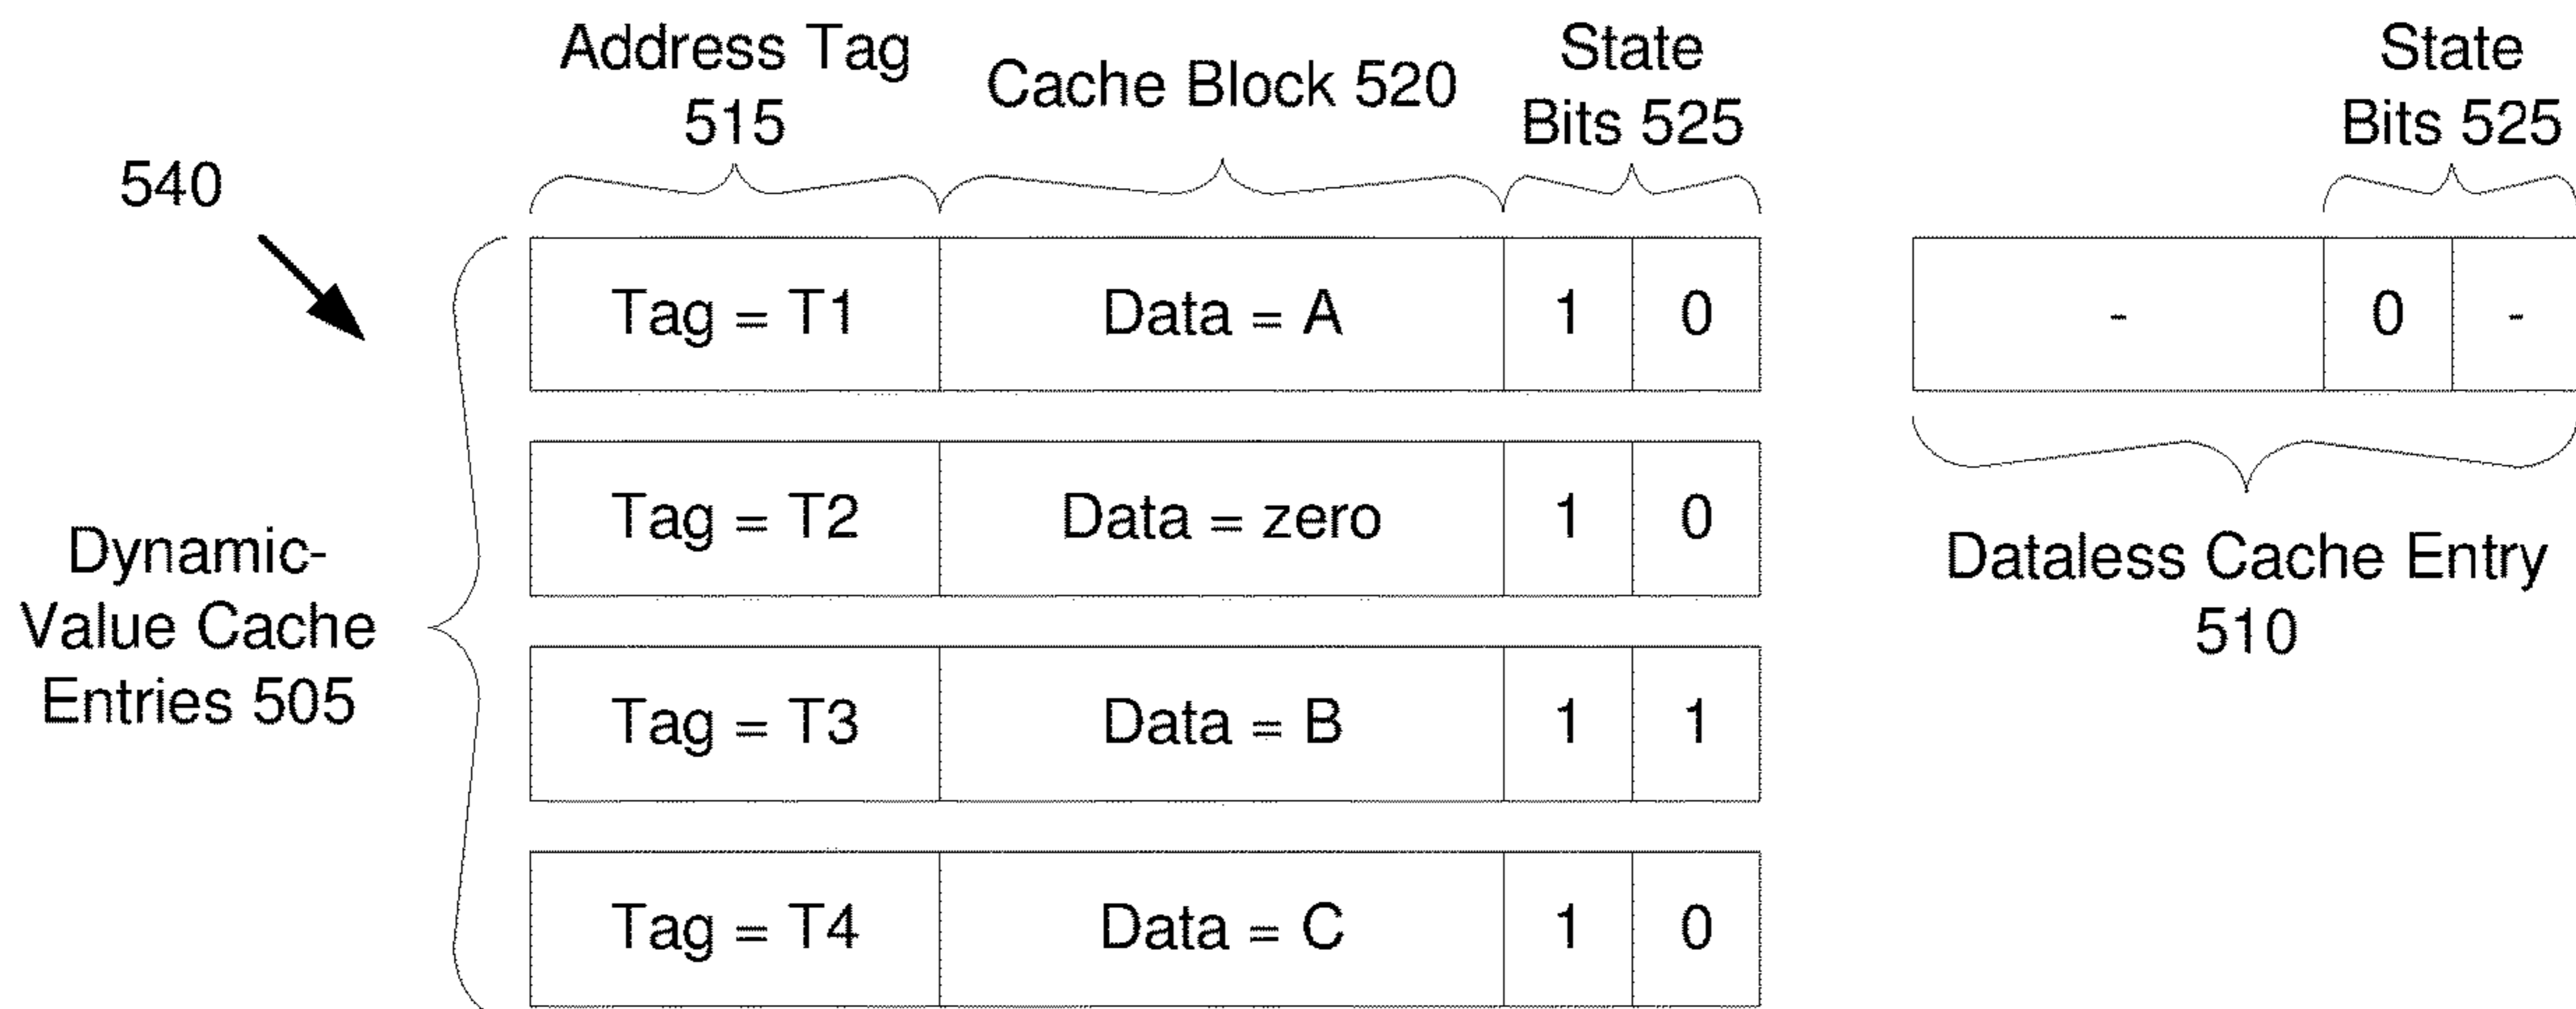 Address Tag
515
Cache Block 520
State
Bits 525
State
Bits 525
540
Tag = T1 Data = A 1 0
- 0 -
Tag = T2 Data = zero 1 0
Dataless Cache Entry
510
Dynamic-
Value Cache
Entries 505
Tag = T3 Data = B 1 1
Tag = T4 Data = C 1 0